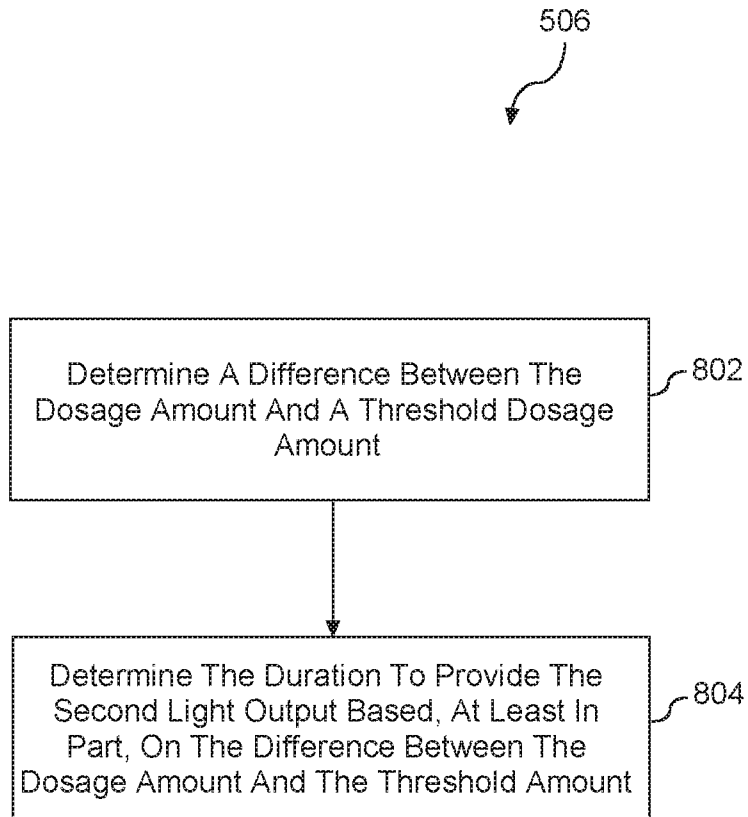 506
Determine A Difference Between The
Dosage Amount And A Threshold Dosage
Amount
802
Determine The Duration To Provide The
Second Light Output Based, At Least In
Part, On The Difference Between The
Dosage Amount And The Threshold Amount
804